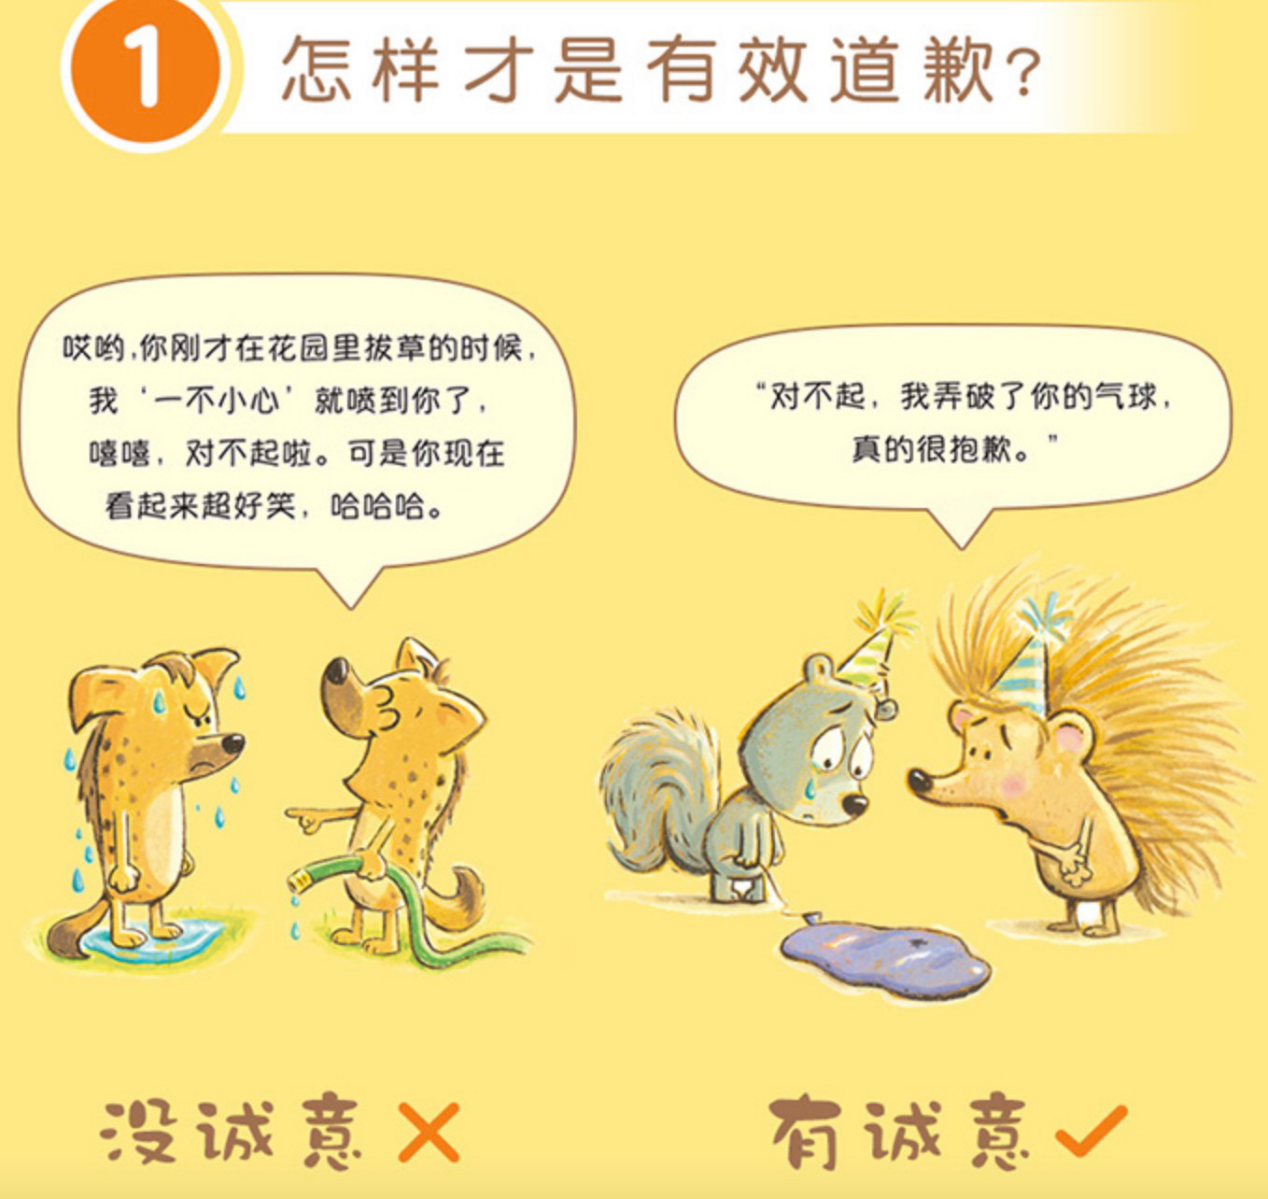 1
怎样才是有效道歉?
哎哟,你刚才在花园里拔草的时候,
我‘一不小心’就喷到你了,
嘻嘻,对不起啦。可是你现在
看起来超好笑,哈哈哈。
“对不起,我弄破了你的气球,
真的很抱歉。”
没诚意 ×
有诚意 ✓